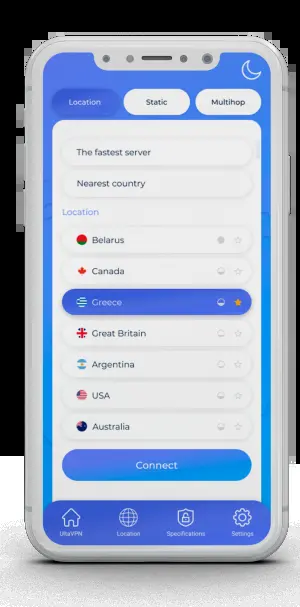 Location
Static
Multihop
The fastest server
Nearest country
Location
Belarus
Canada
Greece
Great Britain
Argentina
USA
Australia
Connect
UltaVPN
Location
Specifications
Settings